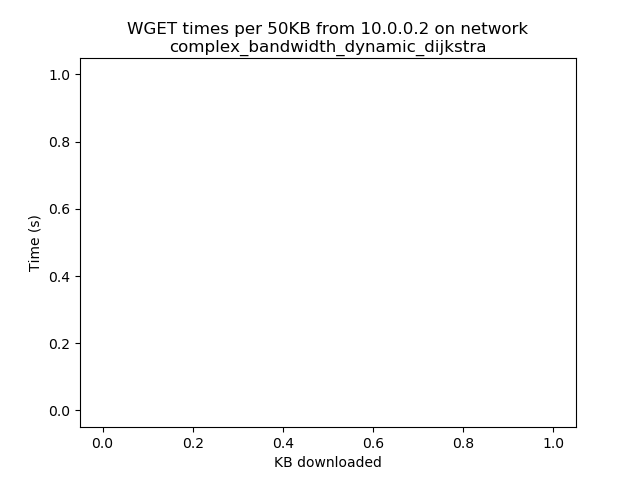 WGET times per 50KB from 10.0.0.2 on network
complex_bandwidth_dynamic_dijkstra
1.0
0.8
0.6
0.4
0.2
0.0
Time (s)
0.0 0.2 0.4 0.6 0.8 1.0
KB downloaded